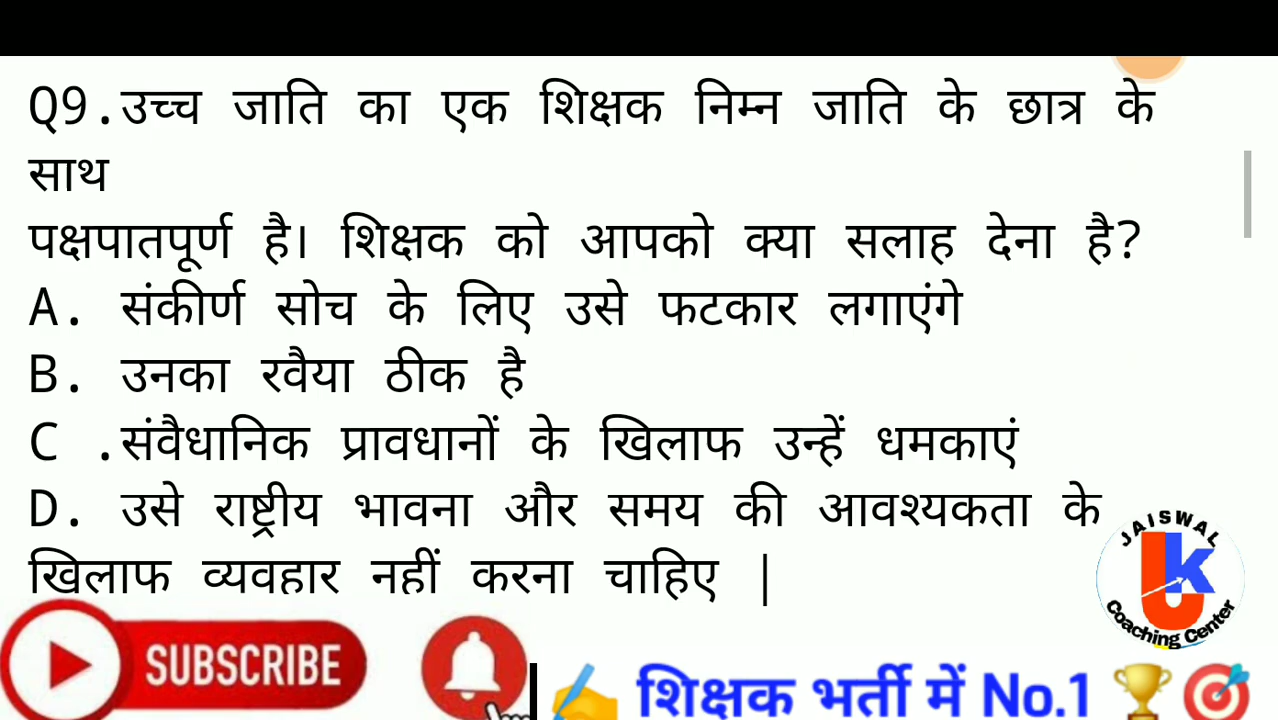 Q9.उच्च जाति का एक शिक्षक निम्न जाति के छात्र के
साथ
पक्षपातपूर्ण है। शिक्षक को आपको क्या सलाह देना है?
A. संकीर्ण सोच के लिए उसे फटकार लगाएंगे
B. उनका रवैया ठीक है
C .संवैधानिक प्रावधानों के खिलाफ उन्हें धमकाएं
D. उसे राष्ट्रीय भावना और समय की आवश्यकता के
खिलाफ व्यवहार नहीं करना चाहिए |
JAISWAL
UK
Coaching Center
SUBSCRIBE
शिक्षक भर्ती में No.1